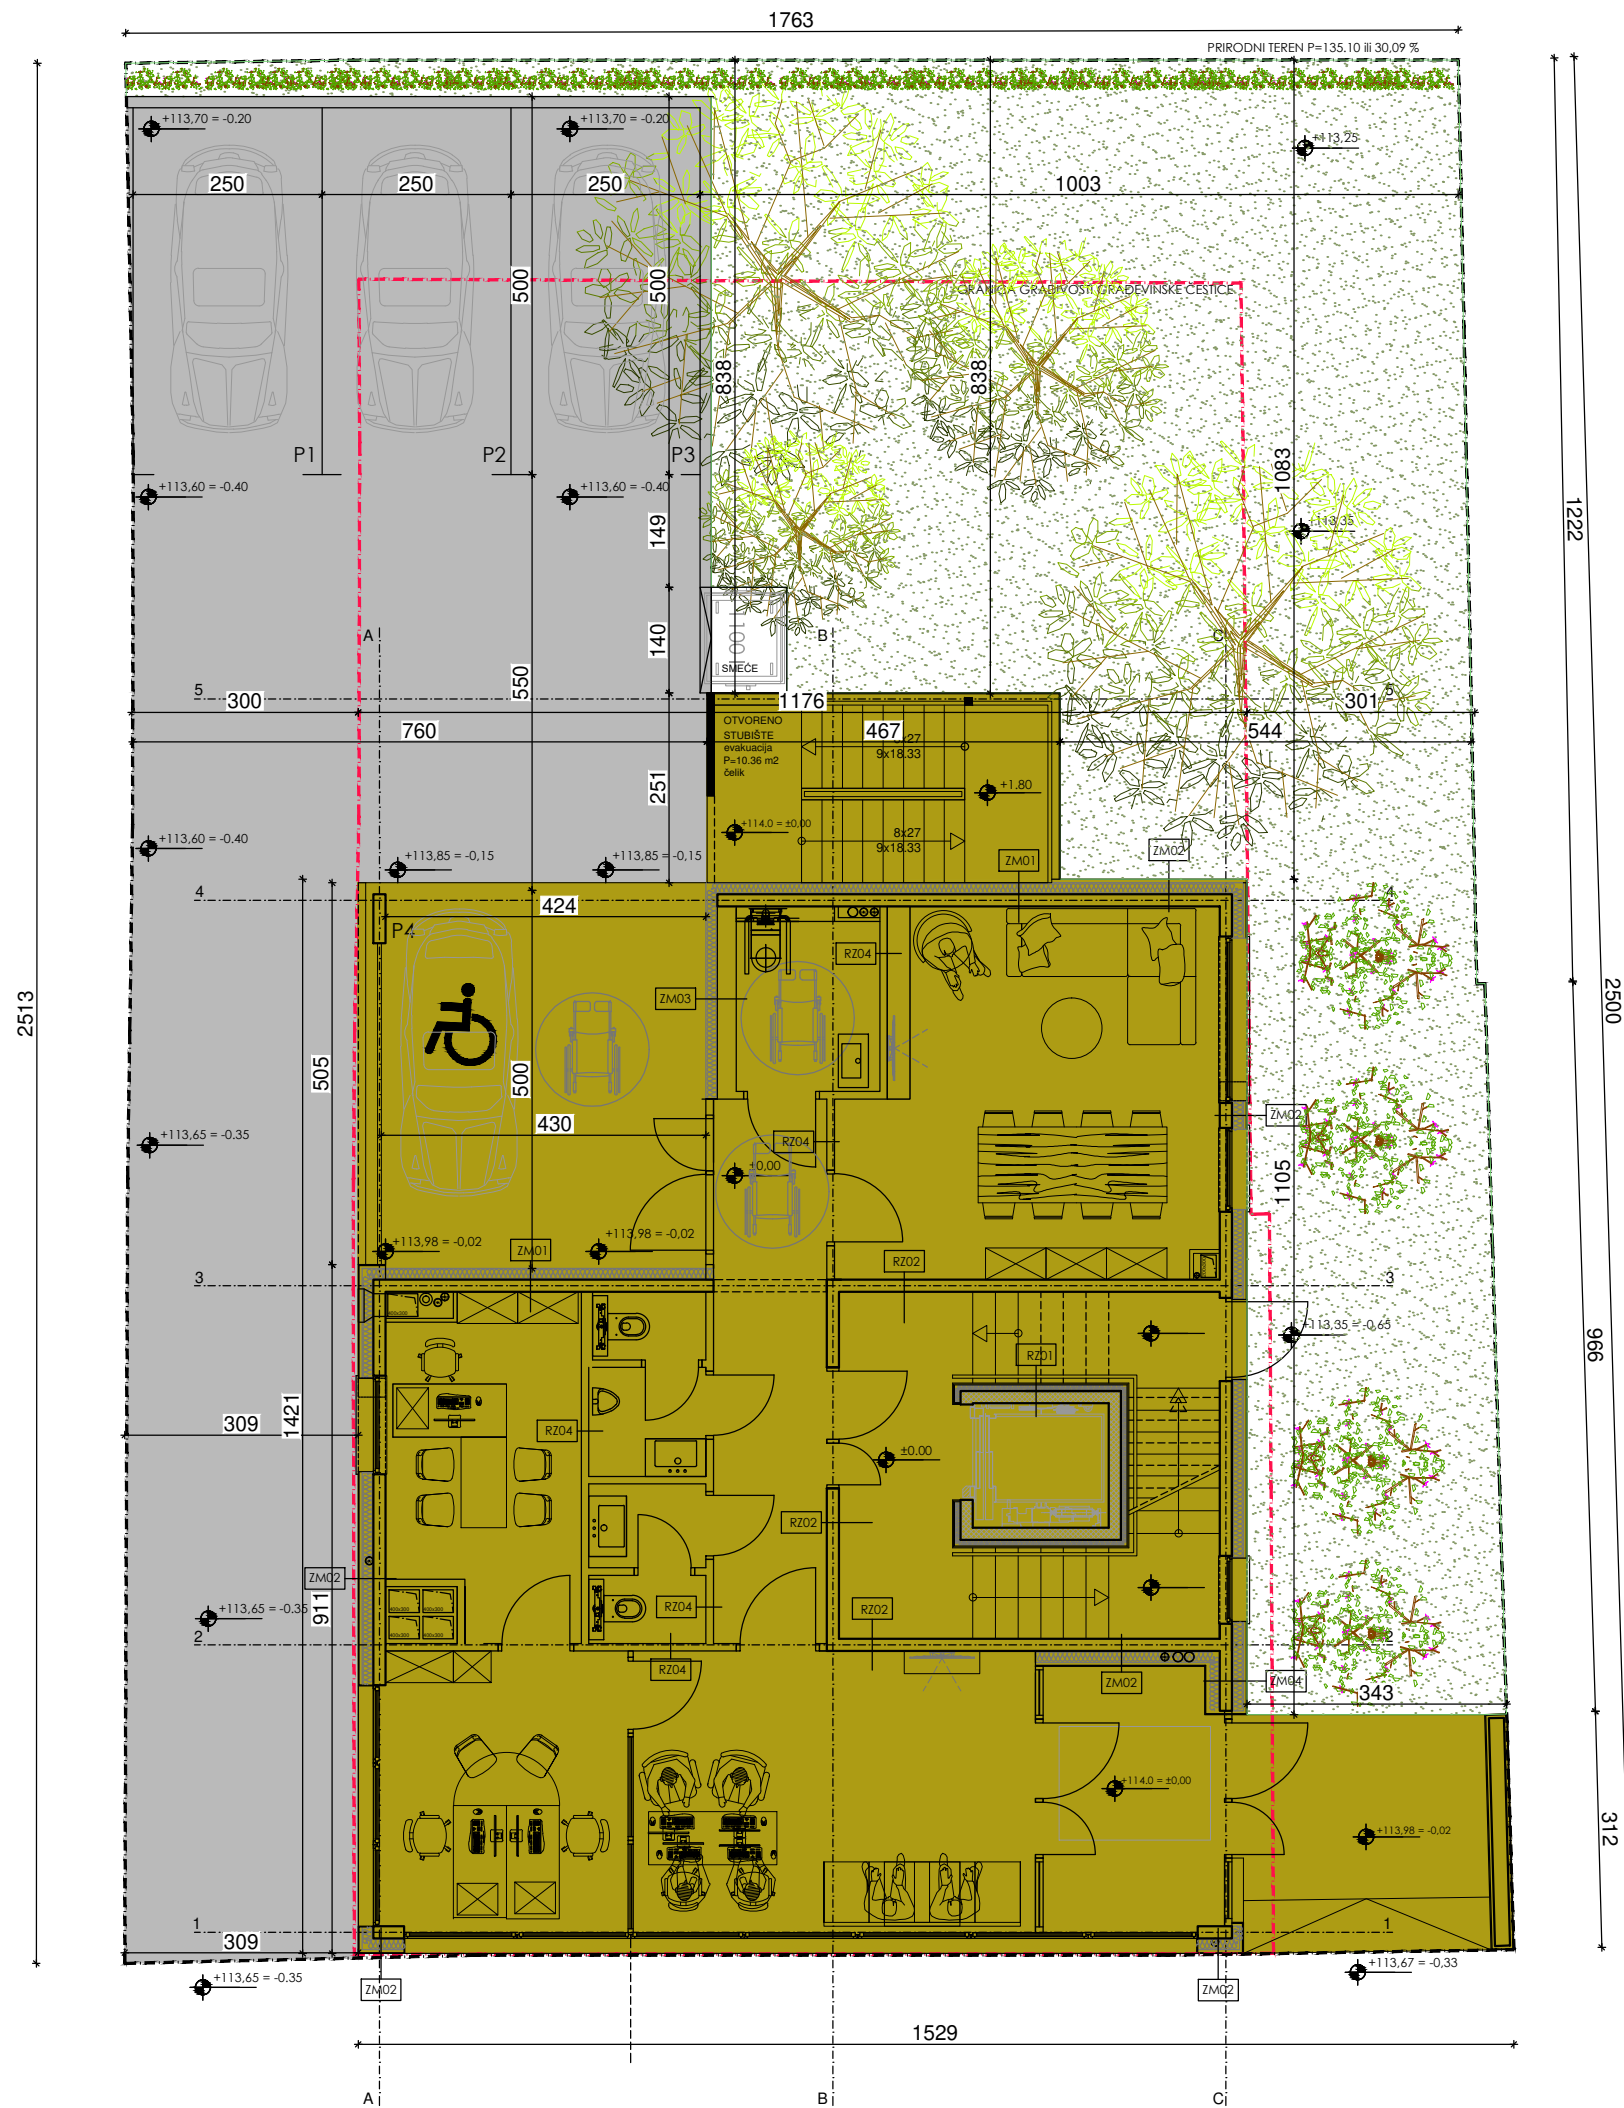 1763
PRIRODNI TEREN P=135.10 ili 30,09 %
+113,70 = -0.20
+113,70 = -0.20
+113,25
250
250
250
1003
500
500
GRANICA GRADIVOSTI GRAĐEVINSKE ČESTICE
838
838
P1
P2
P3
1083
+113,60 = -0.40
+113,60 = -0.40
1222
149
+113,35
A
B
C
140
1100
SMEĆE
550
5
5
300
1176
301
760
OTVORENO
STUBIŠTE
evakuacija
P=10.36 m2
čelik
467
544
9x18.33
251
+1.80
+114.0 = ±0,00
8x27
9x18.33
+113,60 = -0.40
+113,85 = -0,15
+113,85 = -0,15
ZM01
ZM02
4
4
424
P4
RZ04
ZM03
2513
2500
505
500
430
ZM02
RZ04
+113,65 = -0.35
±0,00
1105
+113,98 = -0,02
+113,98 = -0,02
ZM01
RZ02
3
3
+113,35 = -0.65
RZ01
966
309
1421
RZ04
±0.00
RZ02
ZM02
911
RZ04
RZ02
+113,65 = -0.35
2
2
RZ04
ZM02
ZM04
343
+114.0 = ±0,00
+113,98 = -0,02
312
1
1
309
+113,65 = -0.35
+113,67 = -0,33
ZM02
ZM02
1529
A
B
C